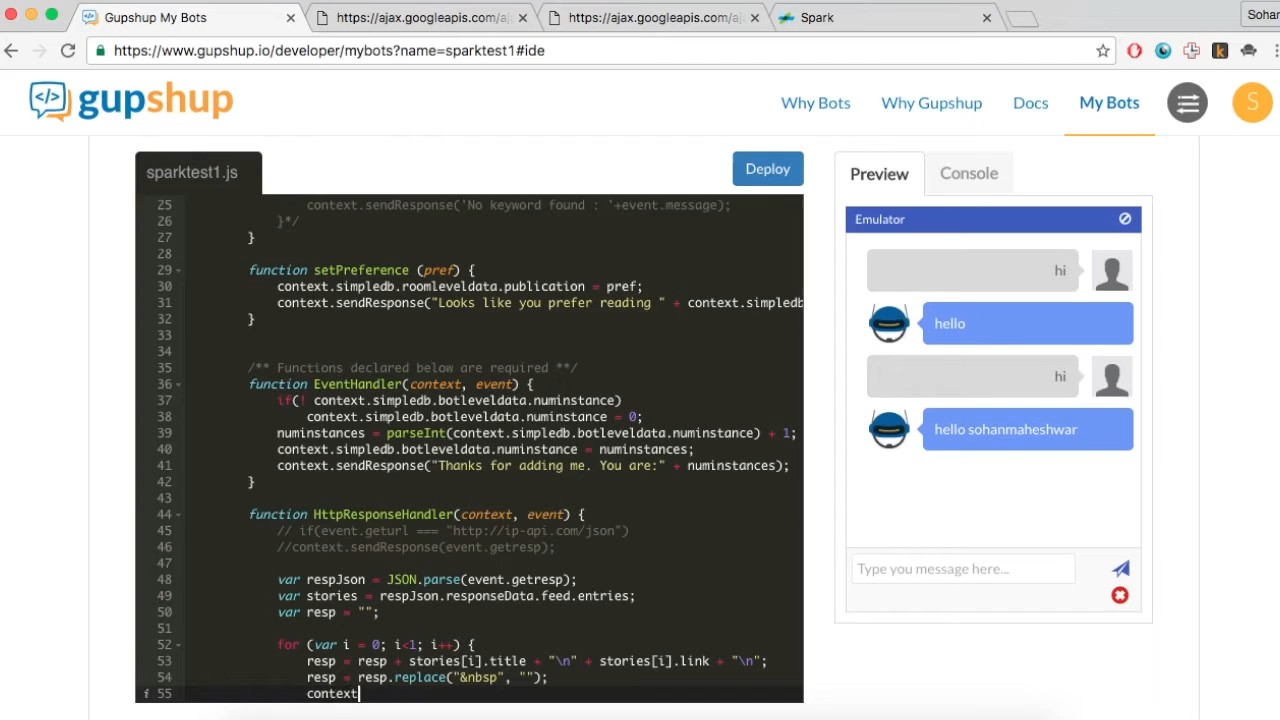 Gupshup My Bots
https://ajax.googleapis.com/aj
https://ajax.googleapis.com/aj
Spark
Sohan
https://www.gupshup.io/developer/mybots?name=sparktest1#ide
</> gupshup
Why Bots
Why Gupshup
Docs
My Bots
S
sparktest1.js
Deploy
Preview
Console
25 context.sendResponse('No keyword found : '+event.message);
26 }*/
27 }
28
29 function setPreference (pref) {
30 context.simpledb.roomleveldata.publication = pref;
31 context.sendResponse("Looks like you prefer reading " + context.simpledb
32 }
33
34
35 /** Functions declared below are required **/
36 function EventHandler(context, event) {
37 if(! context.simpledb.botleveldata.numinstance)
38 context.simpledb.botleveldata.numinstance = 0;
39 numinstances = parseInt(context.simpledb.botleveldata.numinstance) + 1;
40 context.simpledb.botleveldata.numinstance = numinstances;
41 context.sendResponse("Thanks for adding me. You are:" + numinstances);
42 }
43
44 function HttpResponseHandler(context, event) {
45 // if(event.geturl === "http://ip-api.com/json")
46 //context.sendResponse(event.getresp);
47
48 var respJson = JSON.parse(event.getresp);
49 var stories = respJson.responseData.feed.entries;
50 var resp = "";
51
52 for (var i = 0; i<1; i++) {
53 resp = resp + stories[i].title + "\n" + stories[i].link + "\n";
54 resp = resp.replace("&nbsp", "");
i 55 context
Emulator
hi
hello
hi
hello sohanmaheshwar
Type you message here...